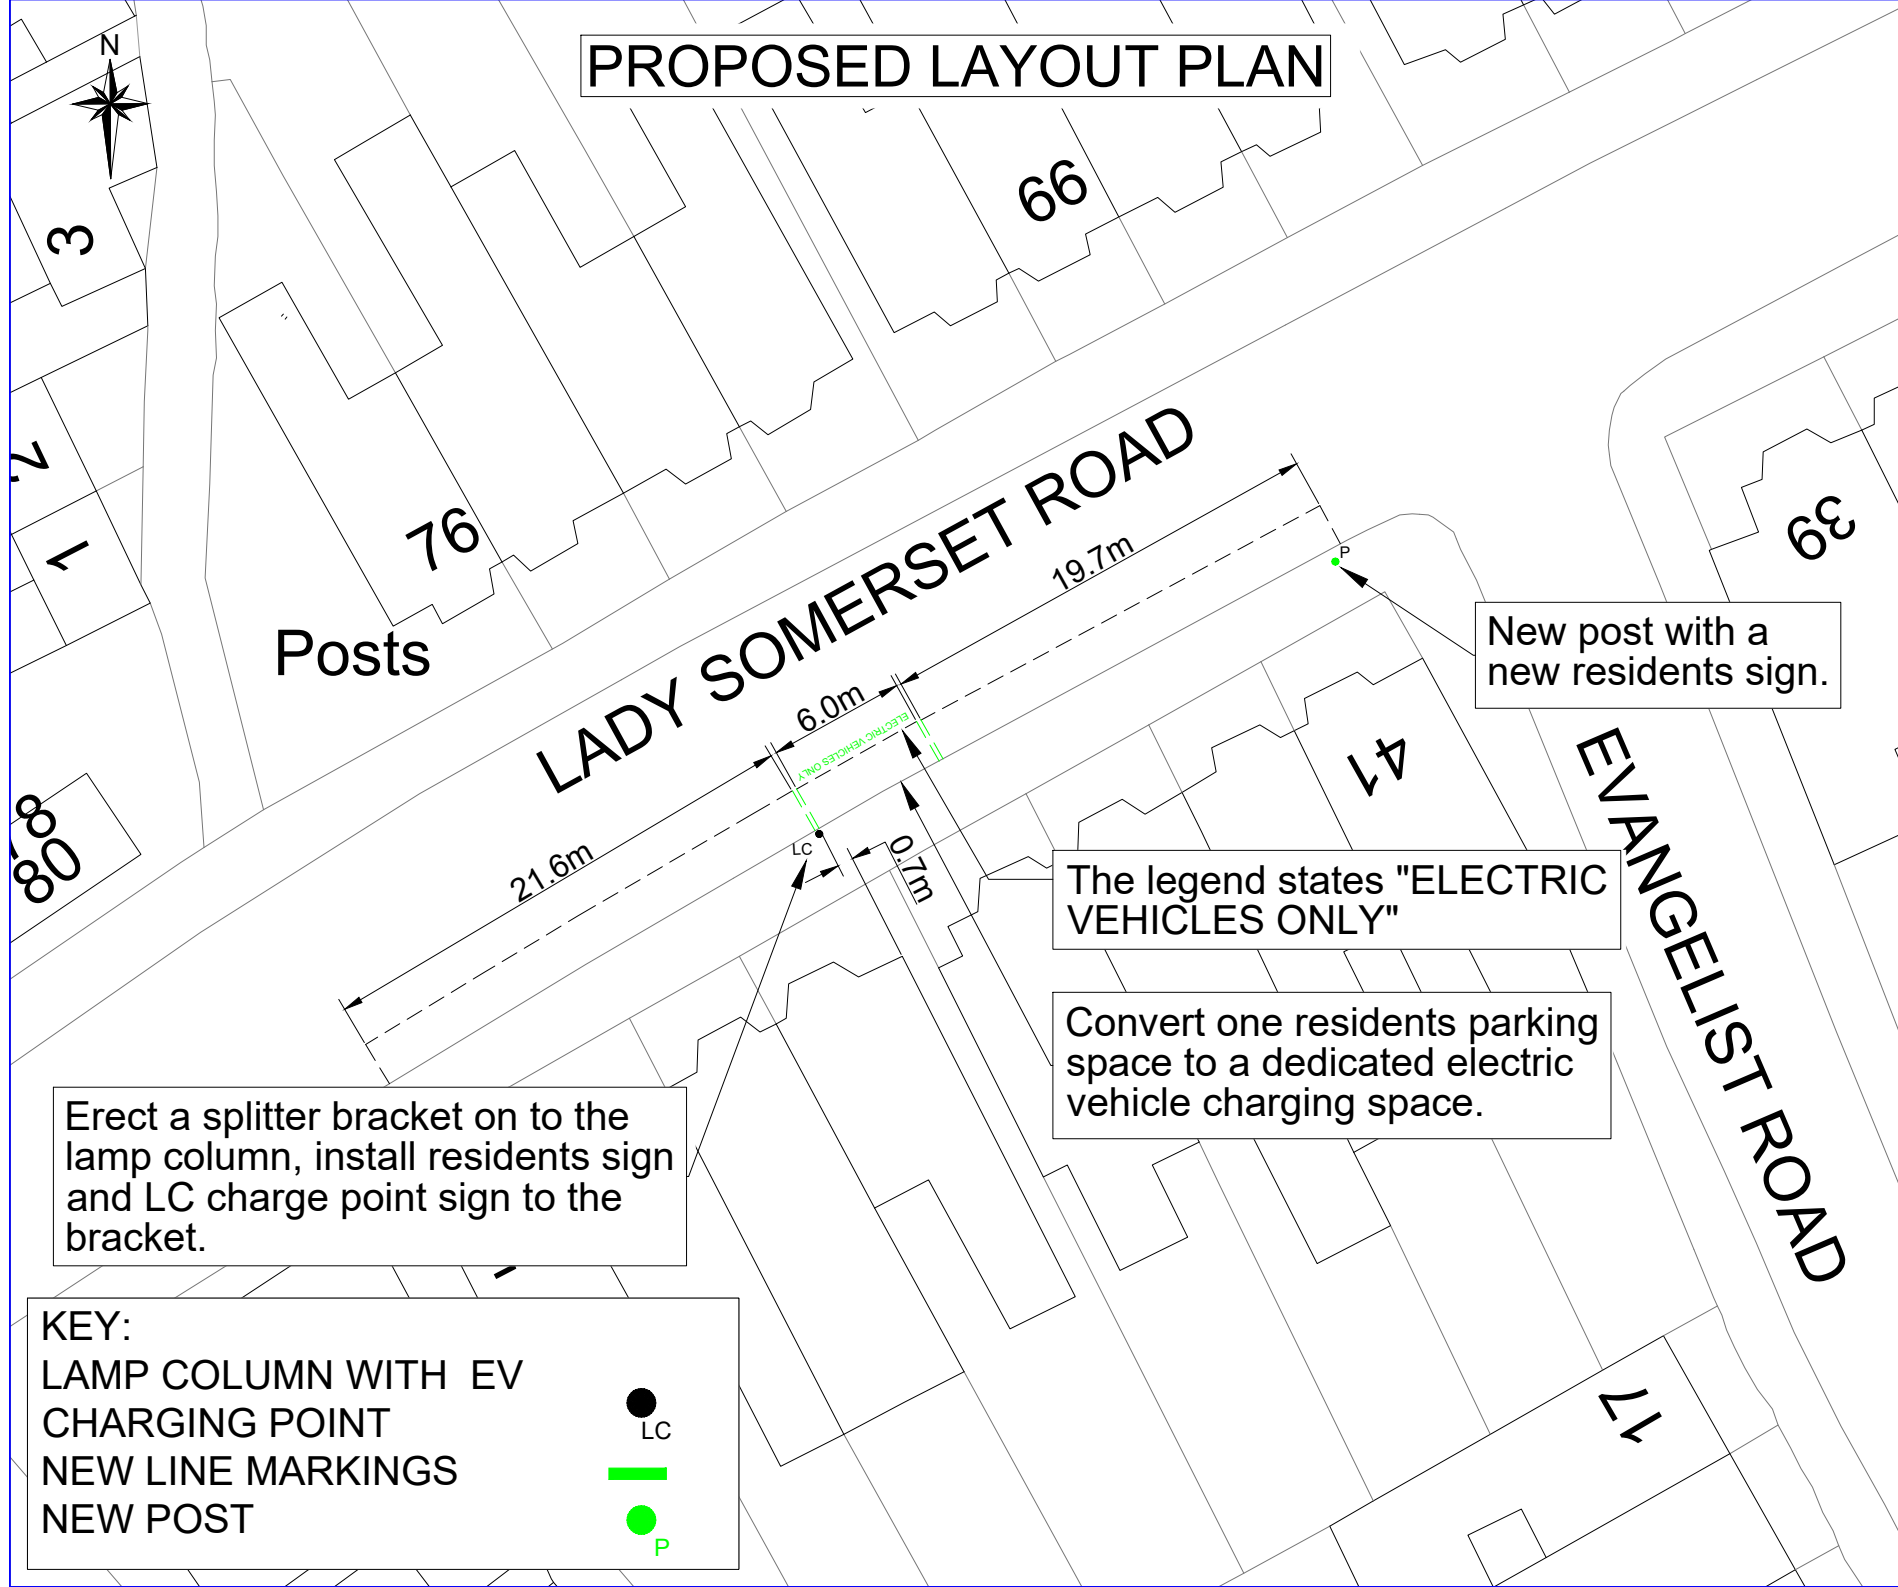 PROPOSED LAYOUT PLAN
N
3
66
2
1
76
Posts
LADY SOMERSET ROAD
19.7m
P
39
New post with a
new residents sign.
6.0m
ELECTRIC VEHICLES ONLY
41
EVANGELIST ROAD
80
21.6m
LC
0.7m
The legend states "ELECTRIC
VEHICLES ONLY"
Convert one residents parking
space to a dedicated electric
vehicle charging space.
Erect a splitter bracket on to the
lamp column, install residents sign
and LC charge point sign to the
bracket.
17
KEY:
LAMP COLUMN WITH EV
CHARGING POINT
LC
NEW LINE MARKINGS
NEW POST
P